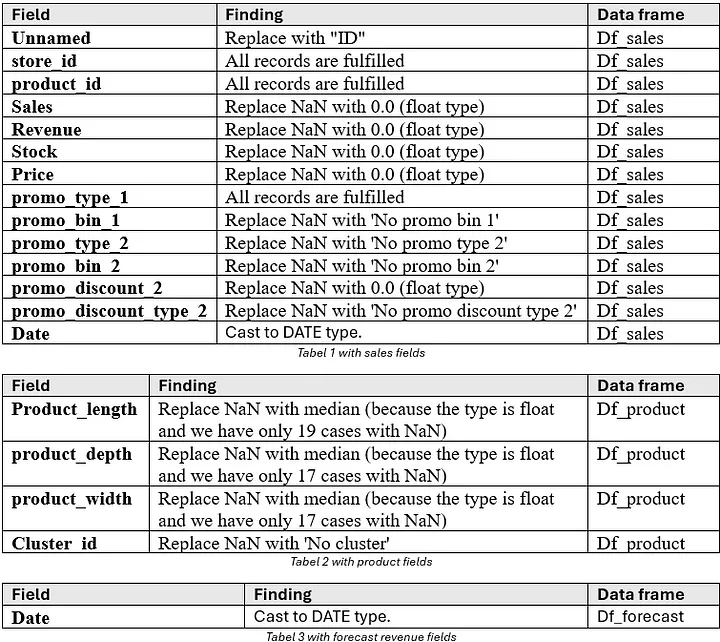 Field Finding Data frame
Unnamed Replace with "ID" Df_sales
store_id All records are fulfilled Df_sales
product_id All records are fulfilled Df_sales
Sales Replace NaN with 0.0 (float type) Df_sales
Revenue Replace NaN with 0.0 (float type) Df_sales
Stock Replace NaN with 0.0 (float type) Df_sales
Price Replace NaN with 0.0 (float type) Df_sales
promo_type_1 All records are fulfilled Df_sales
promo_bin_1 Replace NaN with 'No promo bin 1' Df_sales
promo_type_2 Replace NaN with 'No promo type 2' Df_sales
promo_bin_2 Replace NaN with 'No promo bin 2' Df_sales
promo_discount_2 Replace NaN with 0.0 (float type) Df_sales
promo_discount_type_2 Replace NaN with 'No promo discount type 2' Df_sales
Date Cast to DATE type. Df_sales
Tabel 1 with sales fields
Field Finding Data frame
Product_length Replace NaN with median (because the type is float Df_product
and we have only 19 cases with NaN)
product_depth Replace NaN with median (because the type is float Df_product
and we have only 17 cases with NaN)
product_width Replace NaN with median (because the type is float Df_product
and we have only 17 cases with NaN)
Cluster_id Replace NaN with 'No cluster' Df_product
Tabel 2 with product fields
Field Finding Data frame
Date Cast to DATE type. Df_forecast
Tabel 3 with forecast revenue fields